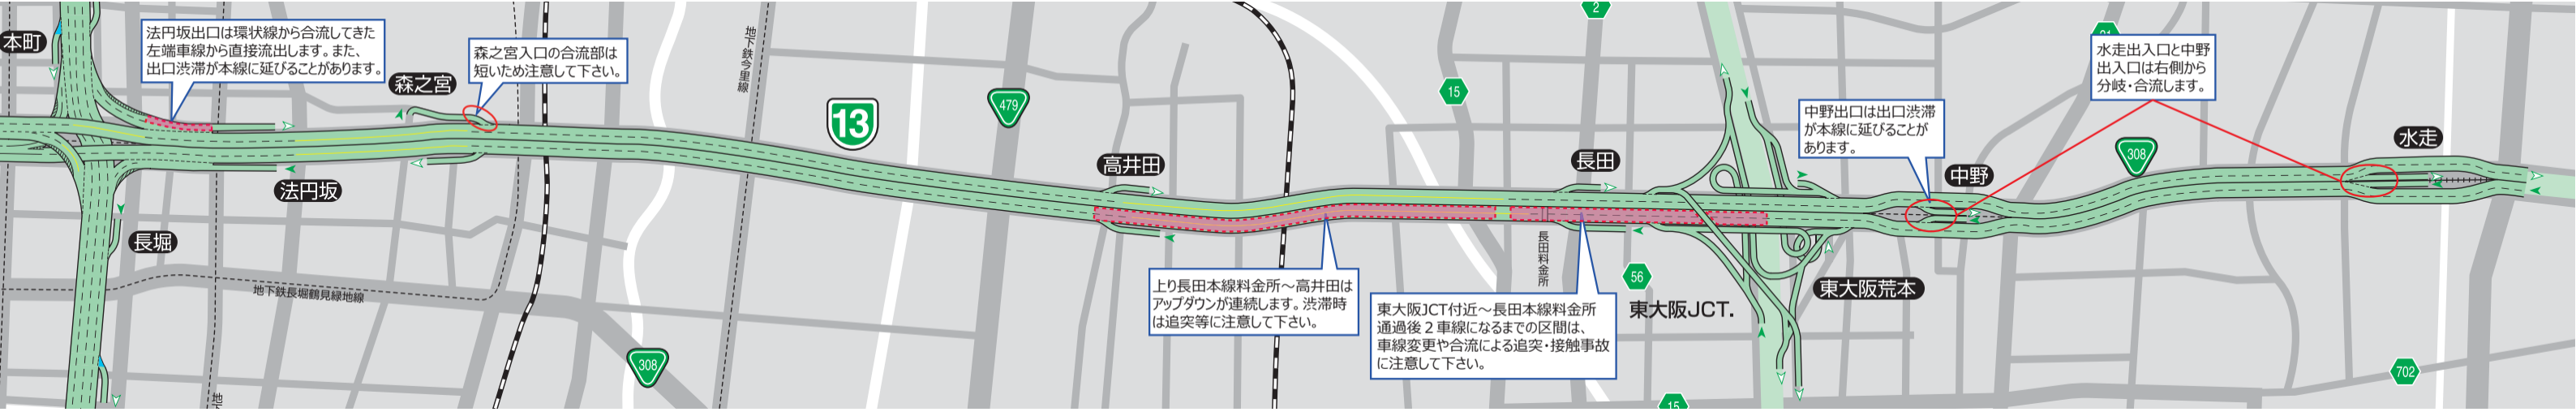 本町
法円坂出口は環状線から合流してきた
左端車線から直接流出します。また、
出口渋滞が本線に延びることがあります。
森之宮
森之宮入口の合流部は
短いため注意して下さい。
地下鉄今里線
13
479
高井田
15
2
長田
中野出口は出口渋滞
が本線に延びることが
あります。
中野
水走出入口と中野
出入口は右側から
分岐・合流します。
308
水走
法円坂
長堀
地下鉄長堀鶴見緑地線
308
上り長田本線料金所～高井田は
アップダウンが連続します。渋滞時
は追突等に注意して下さい。
長田料金所
東大阪JCT付近～長田本線料金所
通過後２車線になるまでの区間は、
車線変更や合流による追突・接触事故
に注意して下さい。
56
東大阪JCT.
東大阪荒本
702
15
地下